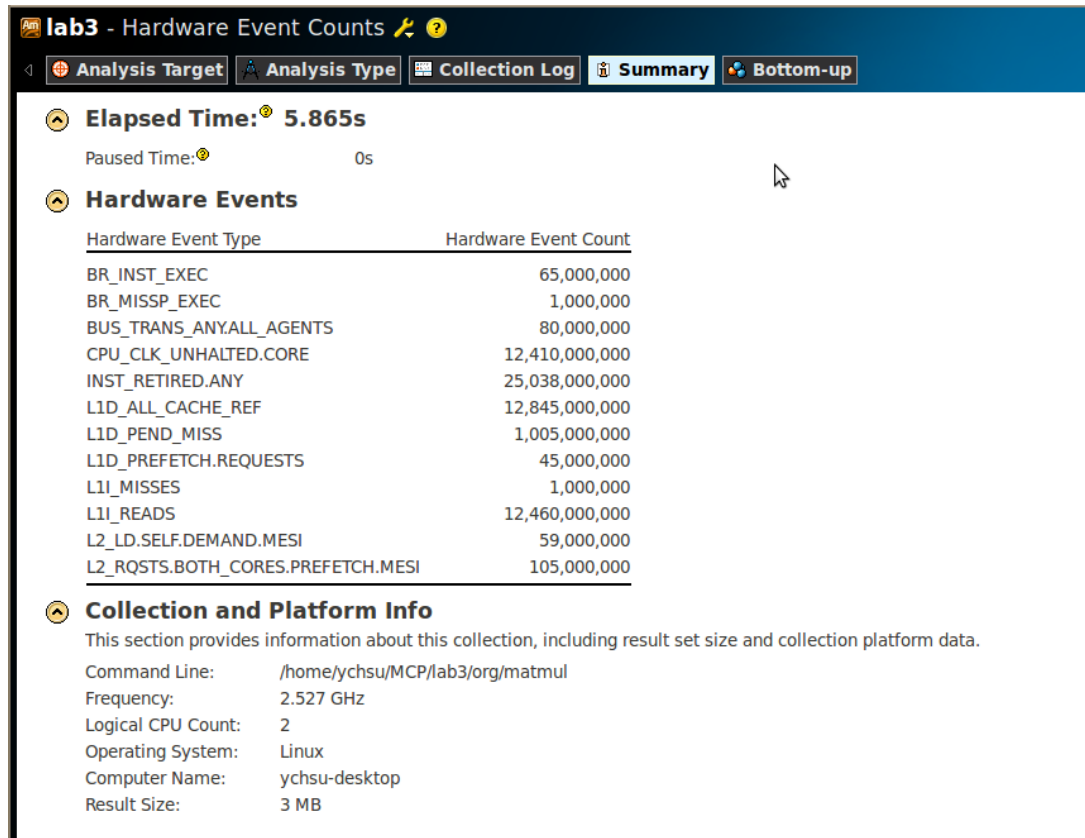 lab3 - Hardware Event Counts
Analysis Target Analysis Type Collection Log Summary Bottom-up
Elapsed Time: 5.865s
Paused Time: 0s
Hardware Events
Hardware Event Type Hardware Event Count
BR_INST_EXEC 65,000,000
BR_MISSP_EXEC 1,000,000
BUS_TRANS_ANY.ALL_AGENTS 80,000,000
CPU_CLK_UNHALTED.CORE 12,410,000,000
INST_RETIRED.ANY 25,038,000,000
L1D_ALL_CACHE_REF 12,845,000,000
L1D_PEND_MISS 1,005,000,000
L1D_PREFETCH.REQUESTS 45,000,000
L1I_MISSES 1,000,000
L1I_READS 12,460,000,000
L2_LD.SELF.DEMAND.MESI 59,000,000
L2_RQSTS.BOTH_CORES.PREFETCH.MESI 105,000,000
Collection and Platform Info
This section provides information about this collection, including result set size and collection platform data.
Command Line: /home/ychsu/MCP/lab3/org/matmul
Frequency: 2.527 GHz
Logical CPU Count: 2
Operating System: Linux
Computer Name: ychsu-desktop
Result Size: 3 MB